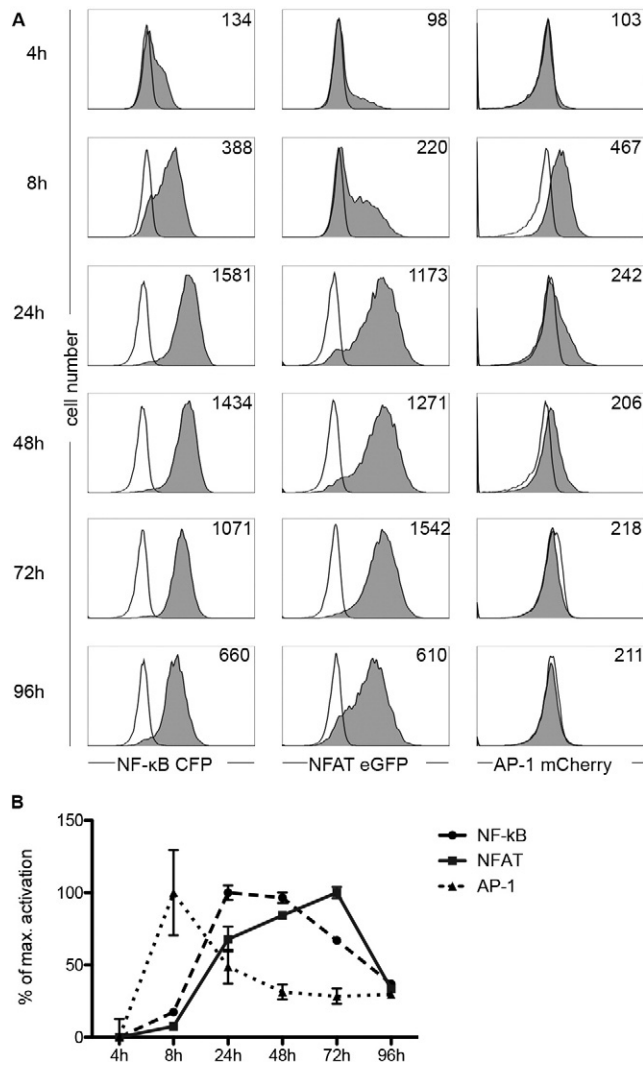 A
4h 134 98 103
8h 388 220 467
24h 1581 1173 242
48h 1434 1271 206
72h 1071 1542 218
96h 660 610 211
cell number
NF-κB CFP NFAT eGFP AP-1 mCherry
B
% of max. activation
150
100
50
0
4h 8h 24h 48h 72h 96h
NF-kB
NFAT
AP-1